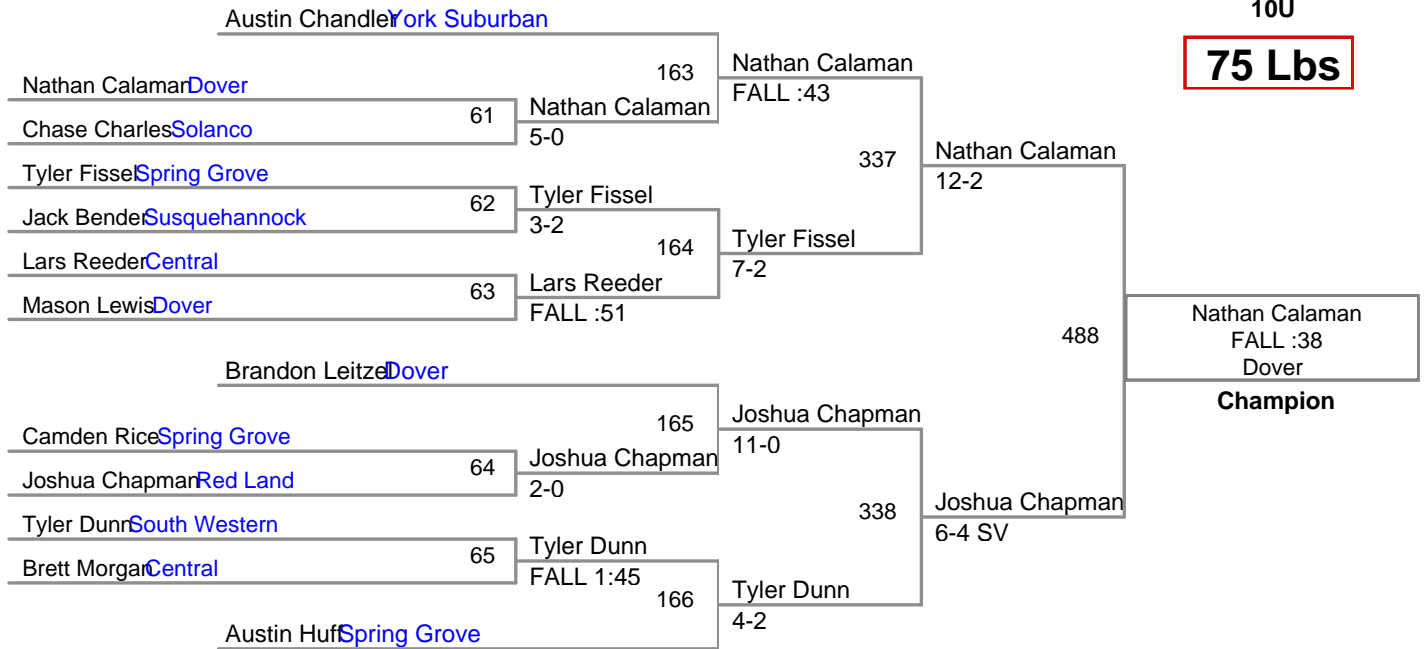 10U
75 Lbs
Austin Chandler York Suburban
Nathan Calaman Dover
61
Chase Charles Solanco
Tyler Fissel Spring Grove
62
Jack Bender Susquehannock
Lars Reeder Central
63
Mason Lewis Dover
Brandon Leitzel Dover
Camden Rice Spring Grove
64
Joshua Chapman Red Land
Tyler Dunn South Western
65
Brett Morgan Central
Austin Huff Spring Grove
163
Nathan Calaman
5-0
Tyler Fissel
3-2
164
Lars Reeder
FALL :51
165
Joshua Chapman
2-0
Tyler Dunn
FALL 1:45
166
Nathan Calaman
FALL :43
337
Tyler Fissel
7-2
Joshua Chapman
11-0
338
Tyler Dunn
4-2
Nathan Calaman
12-2
488
Joshua Chapman
6-4 SV
Nathan Calaman
FALL :38
Dover
Champion